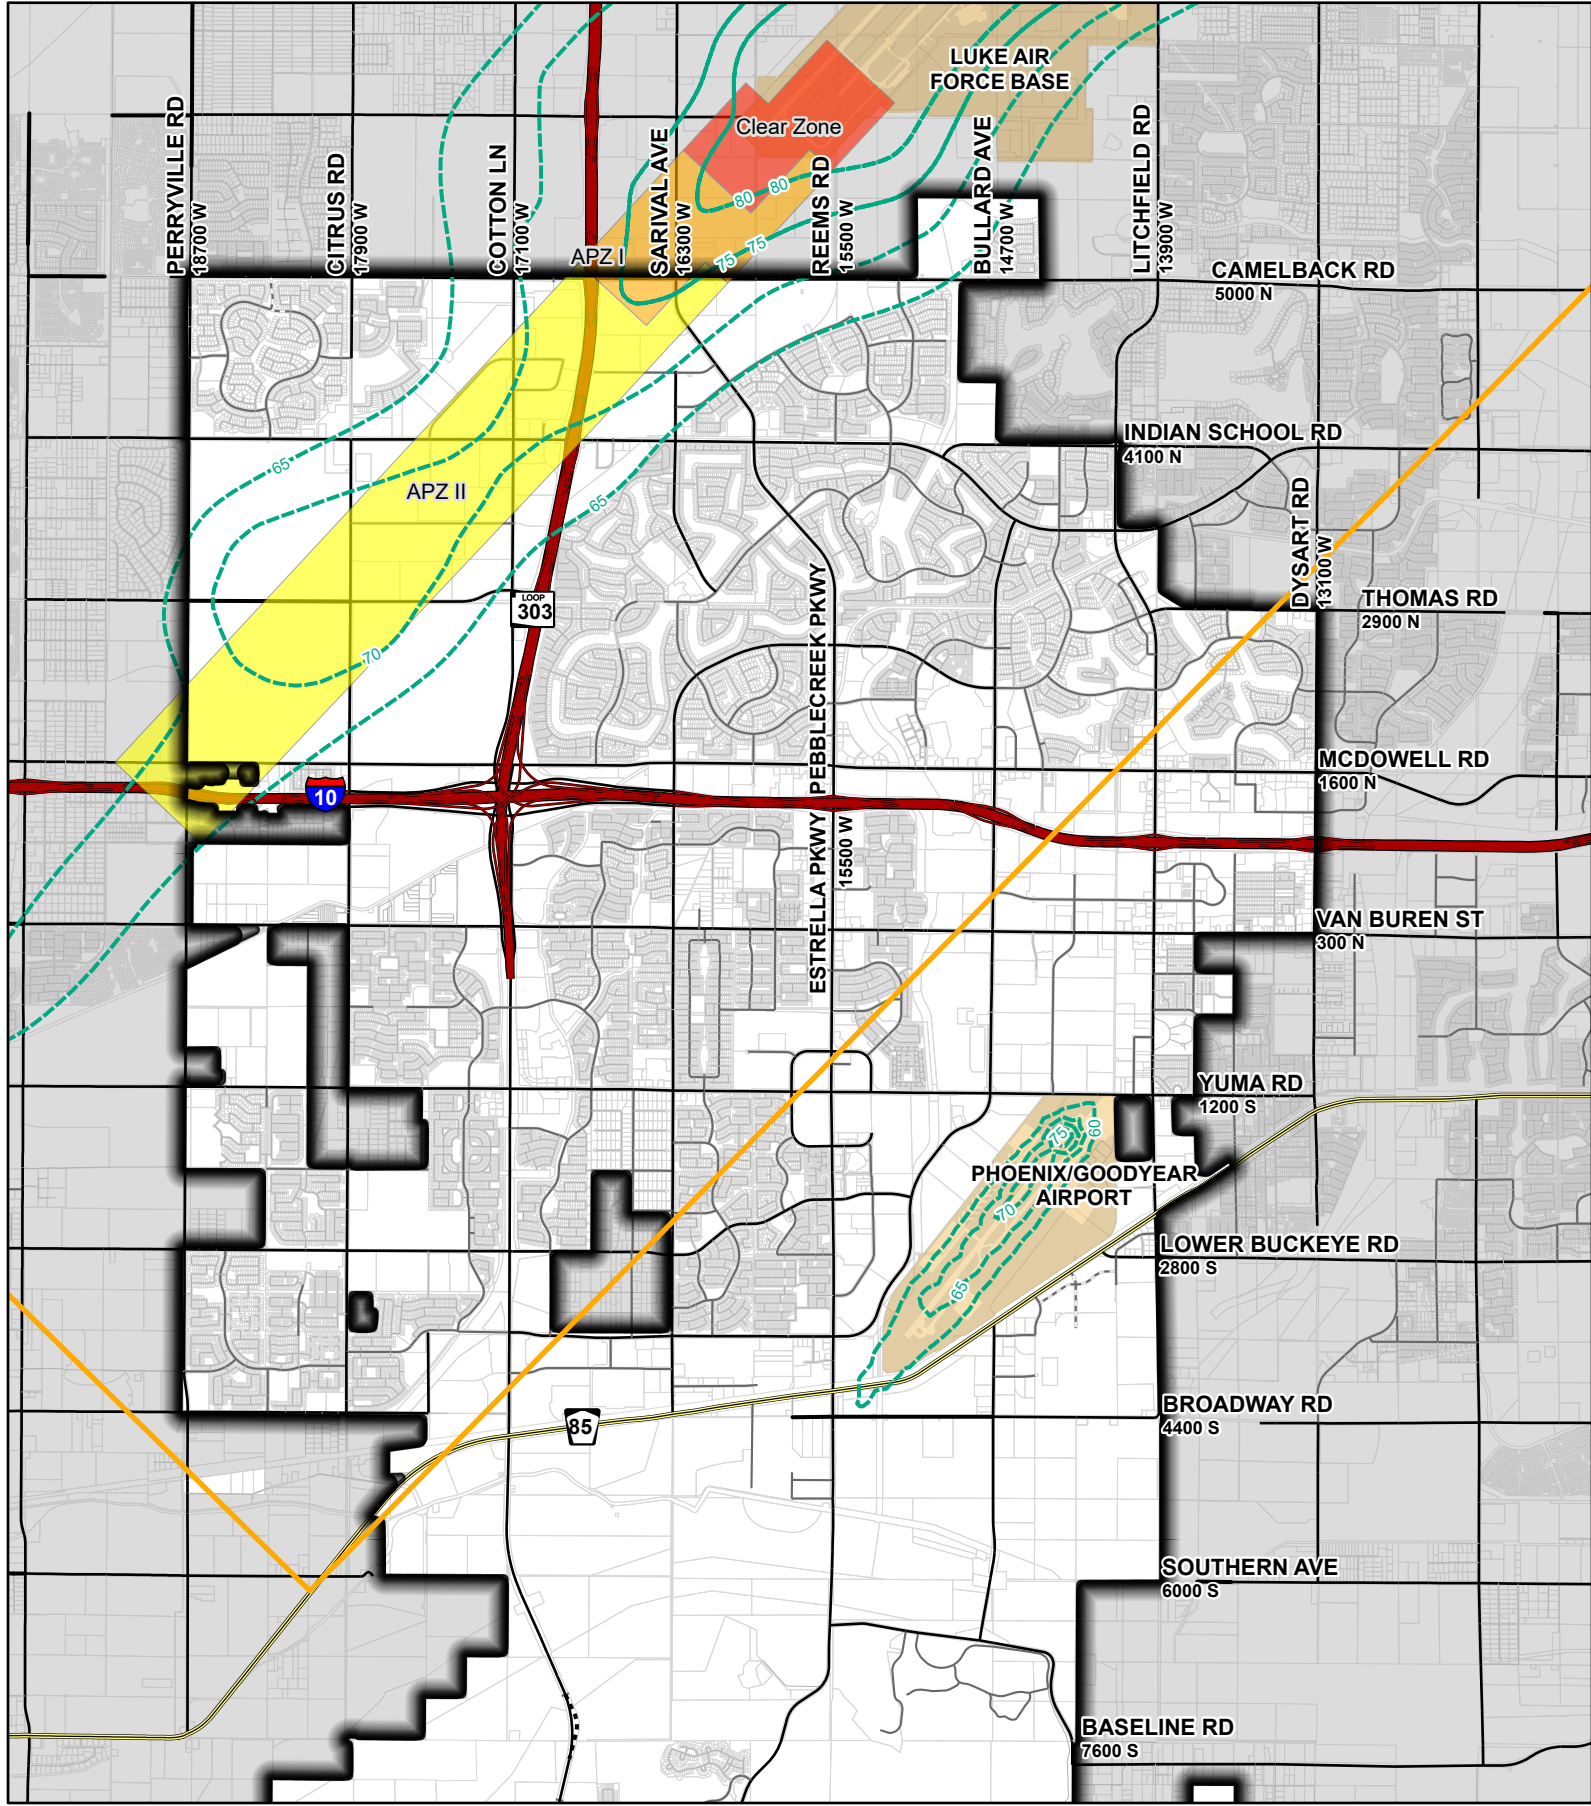 LUKE AIR
FORCE BASE
Clear Zone
PERRYVILLE RD
18700 W
CITRUS RD
17900 W
COTTON LN
17100 W
SARIVAL AVE
16300 W
REEMS RD
15500 W
BULLARD AVE
14700 W
LITCHFIELD RD
13900 W
80
80
75
75
APZ I
CAMELBACK RD
5000 N
INDIAN SCHOOL RD
4100 N
65
APZ II
65
DYSART RD
13100 W
THOMAS RD
2900 N
LOOP
303
70
PEBBLECREEK PKWY
MCDOWELL RD
1600 N
10
ESTRELLA PKWY
15500 W
VAN BUREN ST
300 N
YUMA RD
1200 S
75
60
PHOENIX/GOODYEAR
AIRPORT
70
LOWER BUCKEYE RD
2800 S
65
BROADWAY RD
4400 S
85
SOUTHERN AVE
6000 S
BASELINE RD
7600 S